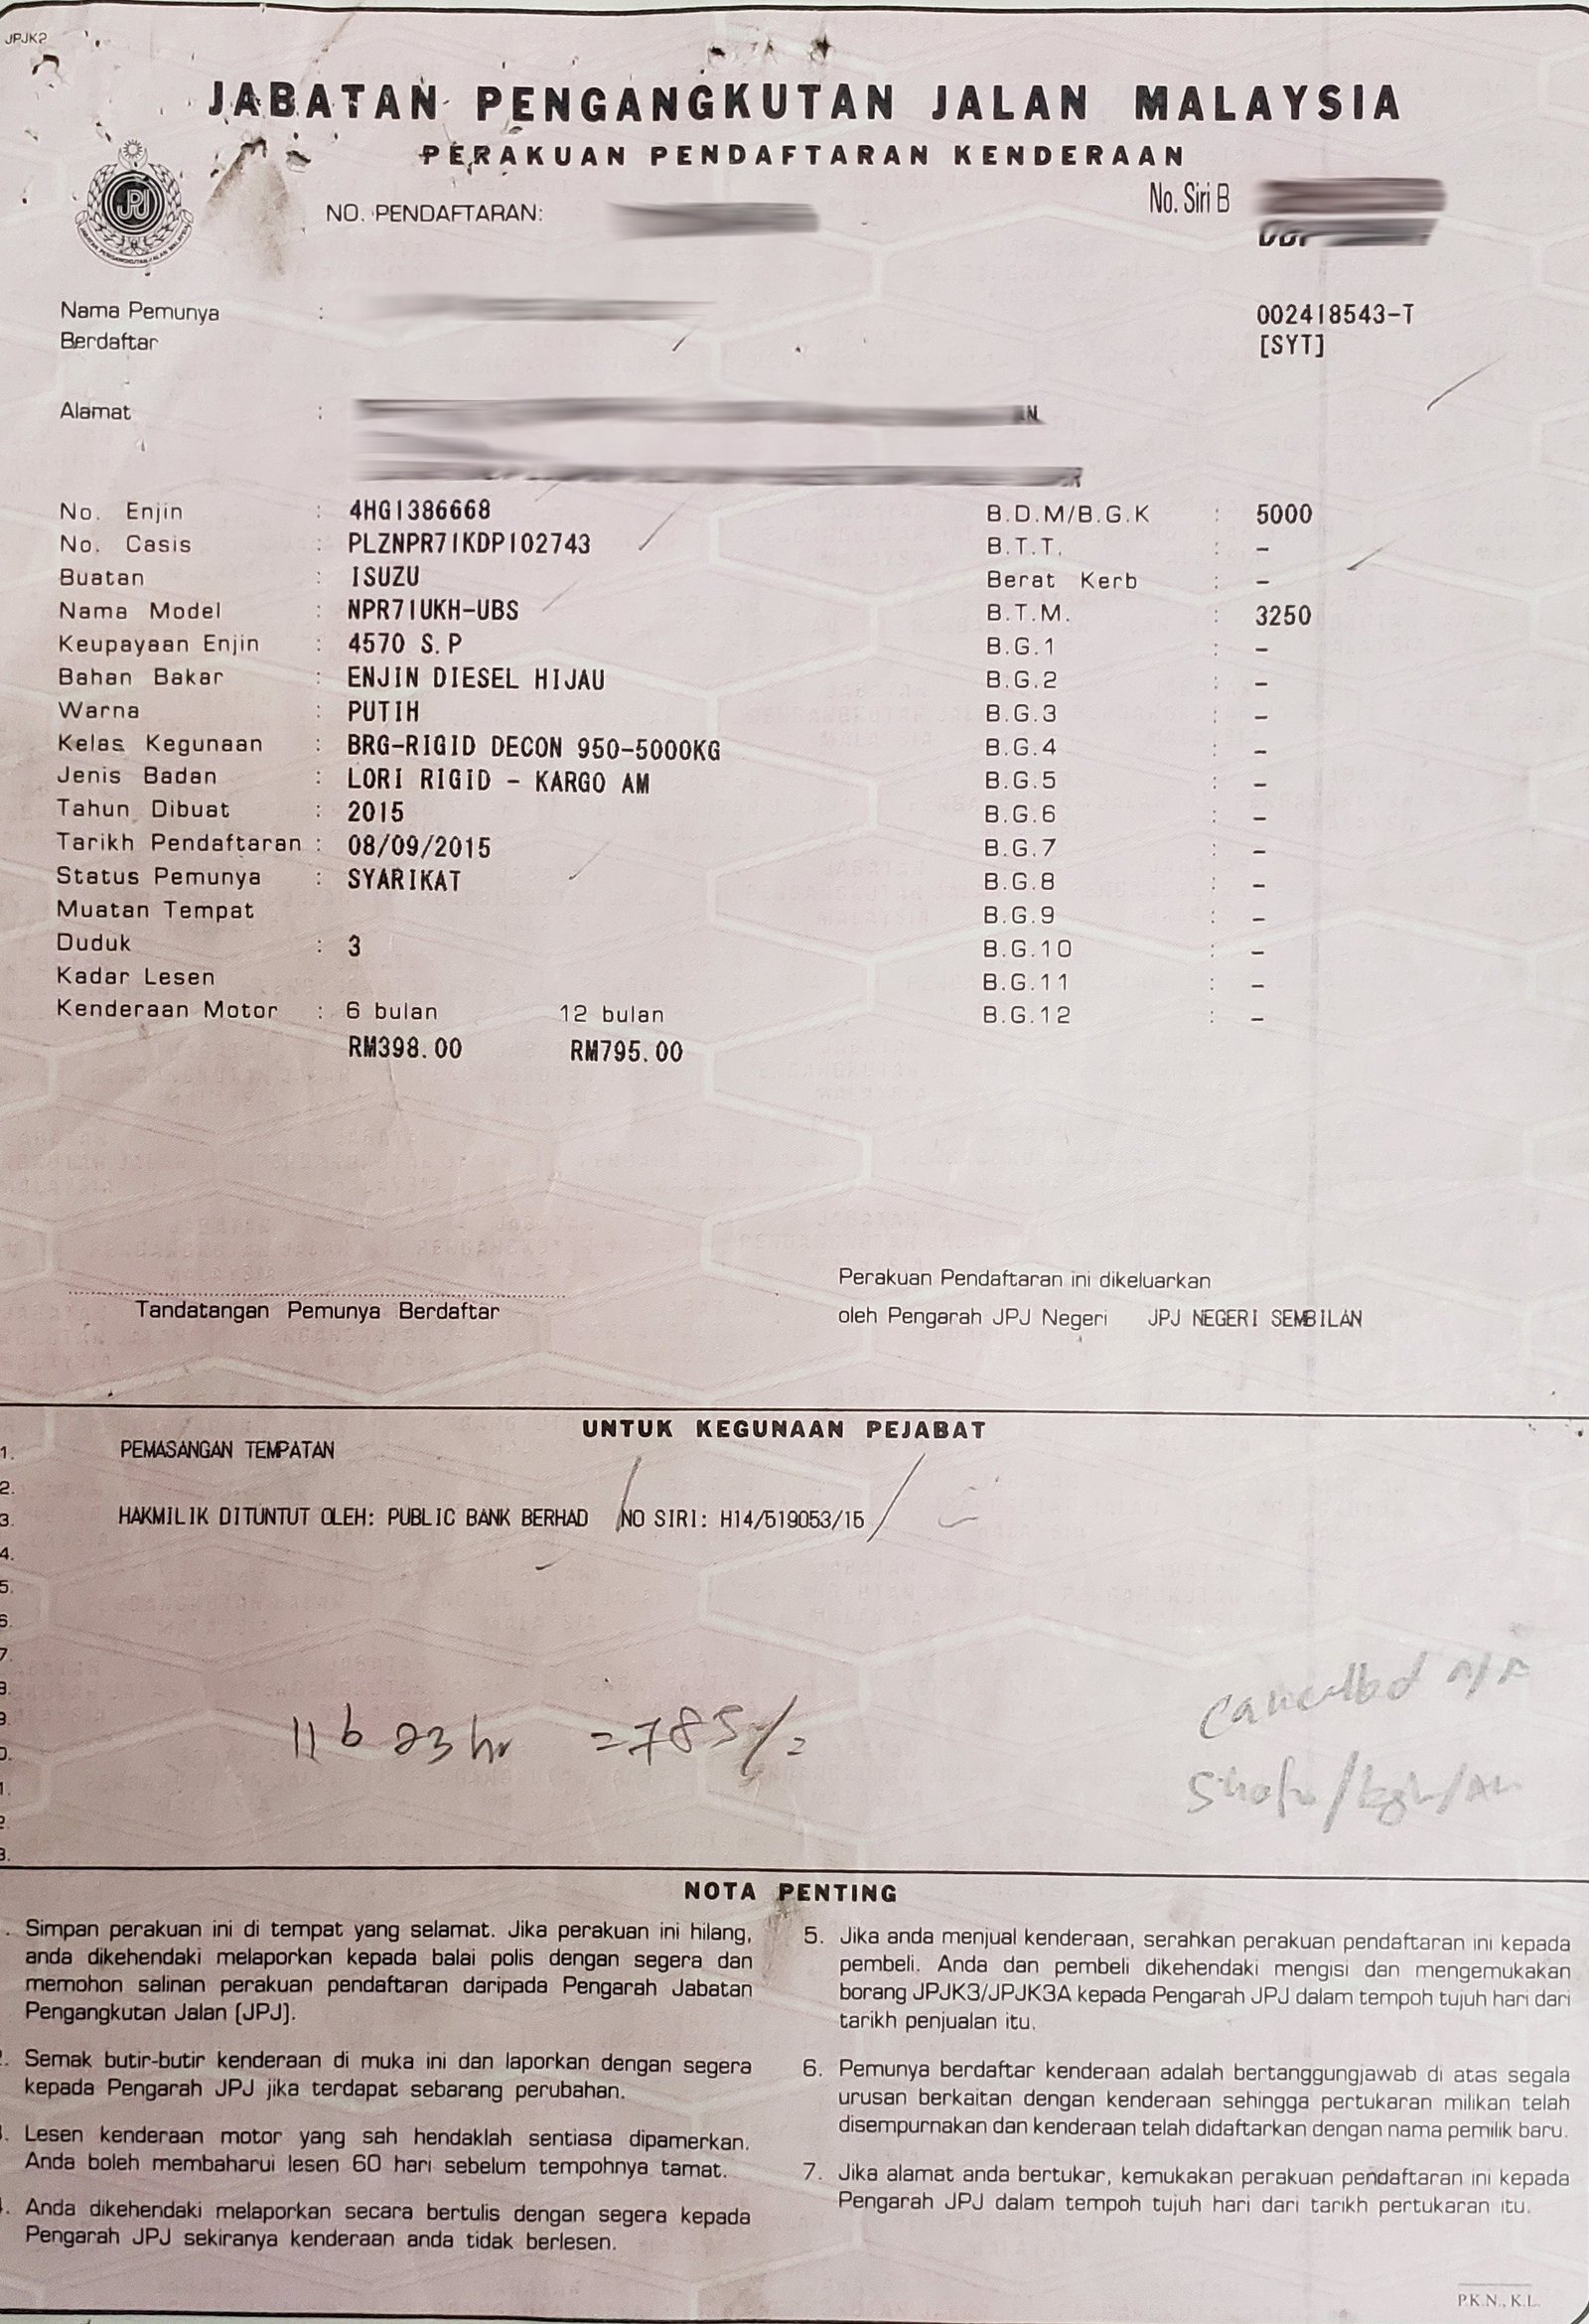 JPJK2
JABATAN PENGANGKUTAN JALAN MALAYSIA
PERAKUAN PENDAFTARAN KENDERAAN
NO. PENDAFTARAN:
No. Siri B
Nama Pemunya Berdaftar : 002418543-T
[SYT]
Alamat :
No. Enjin : 4HG1386668
No. Casis : PLZNPR71KDP102743
Buatan : ISUZU
Nama Model : NPR71UKH-UBS
Keupayaan Enjin : 4570 S.P
Bahan Bakar : ENJIN DIESEL HIJAU
Warna : PUTIH
Kelas Kegunaan : BRG-RIGID DECON 950-5000KG
Jenis Badan : LORI RIGID - KARGO AM
Tahun Dibuat : 2015
Tarikh Pendaftaran : 08/09/2015
Status Pemunya : SYARIKAT
Muatan Tempat
Duduk : 3
Kadar Lesen
Kenderaan Motor : 6 bulan 12 bulan
RM398.00 RM795.00
B.D.M/B.G.K : 5000
B.T.T. : -
Berat Kerb : -
B.T.M. : 3250
B.G.1 : -
B.G.2 : -
B.G.3 : -
B.G.4 : -
B.G.5 : -
B.G.6 : -
B.G.7 : -
B.G.8 : -
B.G.9 : -
B.G.10 : -
B.G.11 : -
B.G.12 : -
Tandatangan Pemunya Berdaftar
Perakuan Pendaftaran ini dikeluarkan
oleh Pengarah JPJ Negeri JPJ NEGERI SEMBILAN
UNTUK KEGUNAAN PEJABAT
1. PEMASANGAN TEMPATAN
2.
3. HAKMILIK DITUNTUT OLEH: PUBLIC BANK BERHAD NO SIRI: H14/519053/15
4.
5.
6.
7.
cancelled
NOTA PENTING
. Simpan perakuan ini di tempat yang selamat. Jika perakuan ini hilang,
anda dikehendaki melaporkan kepada balai polis dengan segera dan
memohon salinan perakuan pendaftaran daripada Pengarah Jabatan
Pengangkutan Jalan (JPJ).
. Semak butir-butir kenderaan di muka ini dan laporkan dengan segera
kepada Pengarah JPJ jika terdapat sebarang perubahan.
. Lesen kenderaan motor yang sah hendaklah sentiasa dipamerkan.
Anda boleh membaharui lesen 60 hari sebelum tempohnya tamat.
. Anda dikehendaki melaporkan secara bertulis dengan segera kepada
Pengarah JPJ sekiranya kenderaan anda tidak berlesen.
5. Jika anda menjual kenderaan, serahkan perakuan pendaftaran ini kepada
pembeli. Anda dan pembeli dikehendaki mengisi dan mengemukakan
borang JPJK3/JPJK3A kepada Pengarah JPJ dalam tempoh tujuh hari dari
tarikh penjualan itu.
6. Pemunya berdaftar kenderaan adalah bertanggungjawab di atas segala
urusan berkaitan dengan kenderaan sehingga pertukaran milikan telah
disempurnakan dan kenderaan telah didaftarkan dengan nama pemilik baru.
7. Jika alamat anda bertukar, kemukakan perakuan pendaftaran ini kepada
Pengarah JPJ dalam tempoh tujuh hari dari tarikh pertukaran itu.
P.K.N., K.L.